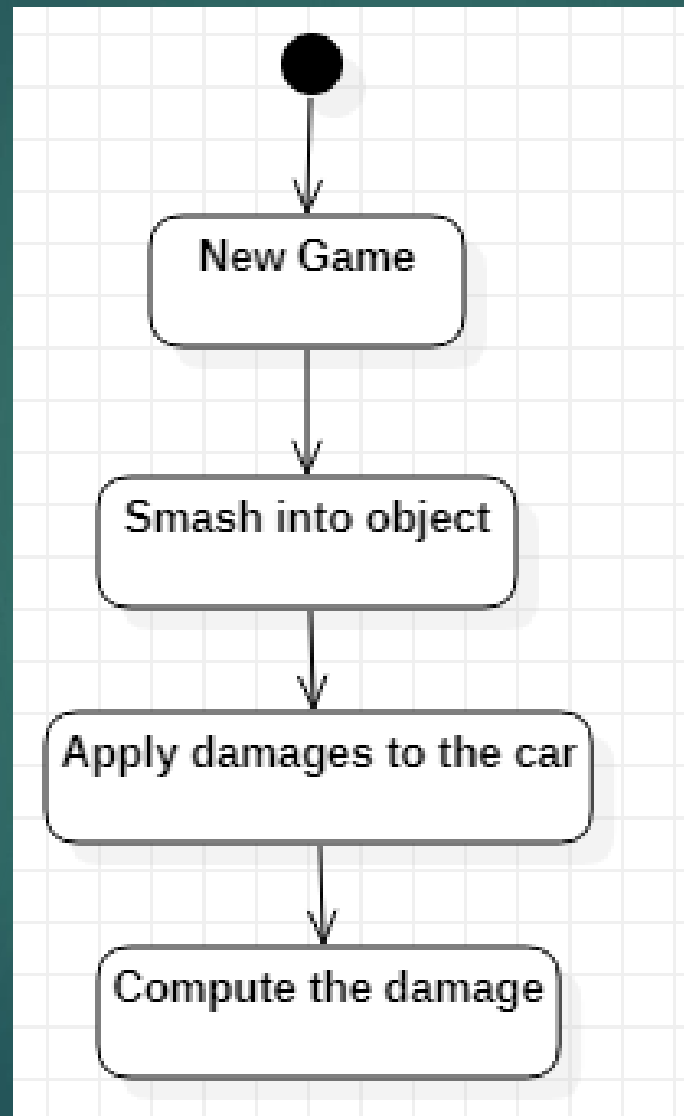 New Game
Smash into object
Apply damages to the car
Compute the damage